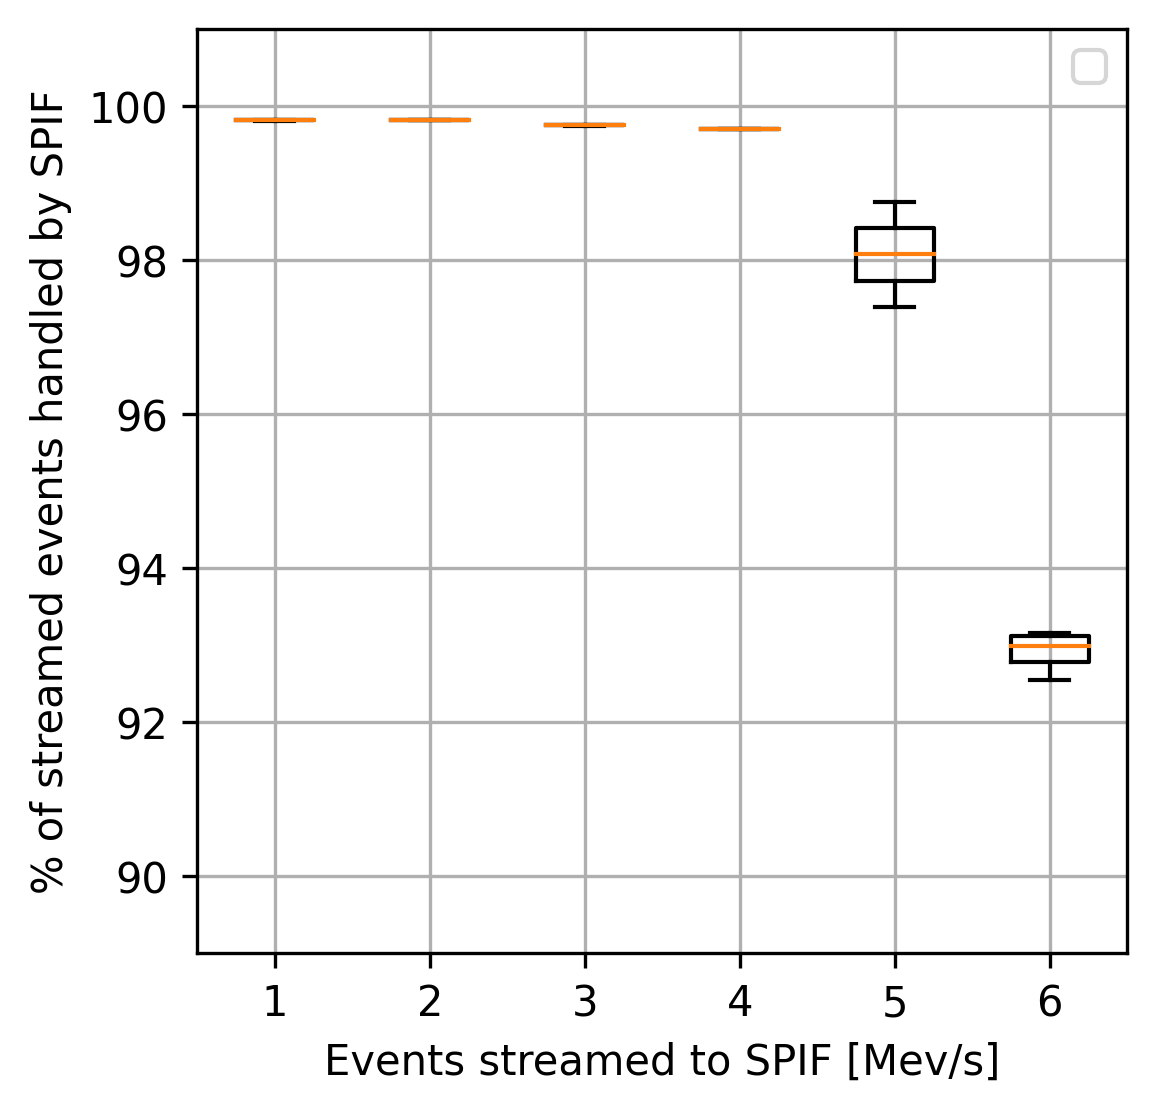 % of streamed events handled by SPIF
100
98
96
94
92
90
1 2 3 4 5 6
Events streamed to SPIF [Mev/s]